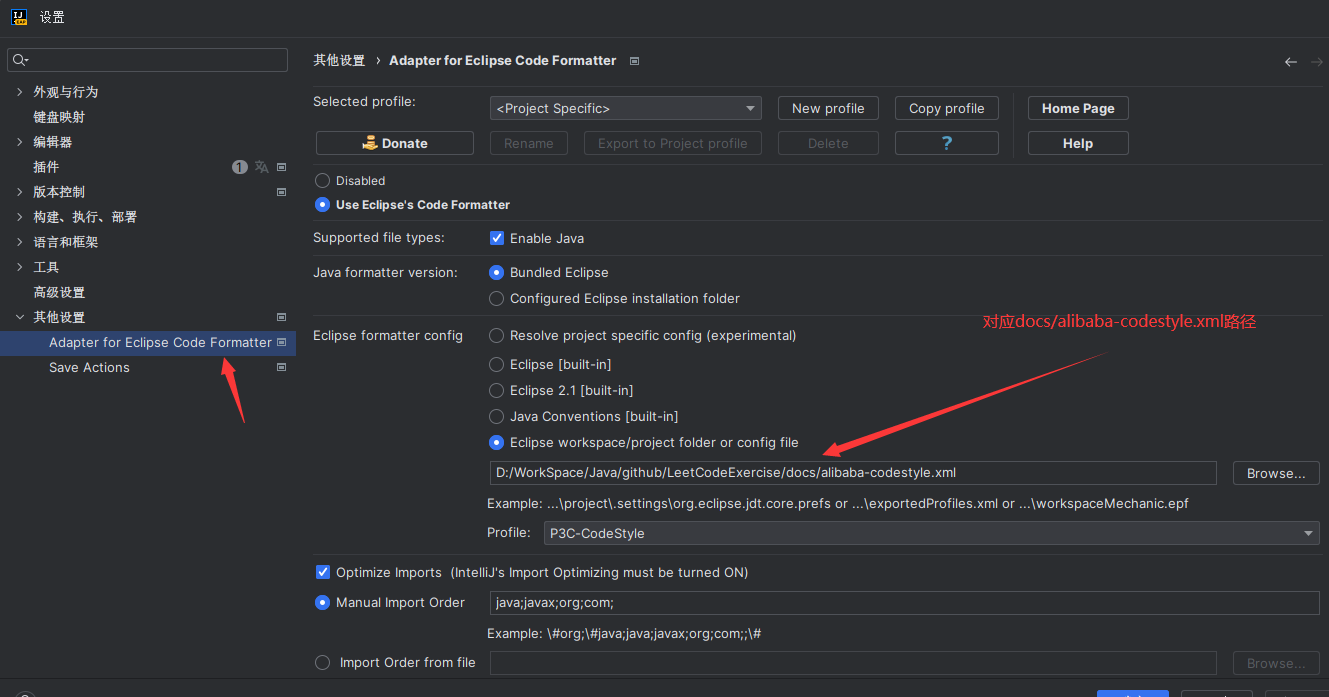 设置
外观与行为
键盘映射
编辑器
插件 1
版本控制
构建、执行、部署
语言和框架
工具
高级设置
其他设置
Adapter for Eclipse Code Formatter
Save Actions
其他设置 › Adapter for Eclipse Code Formatter
Selected profile: <Project Specific> New profile Copy profile Home Page
Donate Rename Export to Project profile Delete ? Help
Disabled
Use Eclipse's Code Formatter
Supported file types: Enable Java
Java formatter version: Bundled Eclipse
Configured Eclipse installation folder
对应docs/alibaba-codestyle.xml路径
Eclipse formatter config Resolve project specific config (experimental)
Eclipse [built-in]
Eclipse 2.1 [built-in]
Java Conventions [built-in]
Eclipse workspace/project folder or config file
D:/WorkSpace/Java/github/LeetCodeExercise/docs/alibaba-codestyle.xml Browse...
Example: ...\project\.settings\org.eclipse.jdt.core.prefs or ...\exportedProfiles.xml or ...\workspaceMechanic.epf
Profile: P3C-CodeStyle
Optimize Imports (IntelliJ's Import Optimizing must be turned ON)
Manual Import Order java;javax;org;com;
Example: \#org;\#java;java;javax;org;com;;\#
Import Order from file Browse...